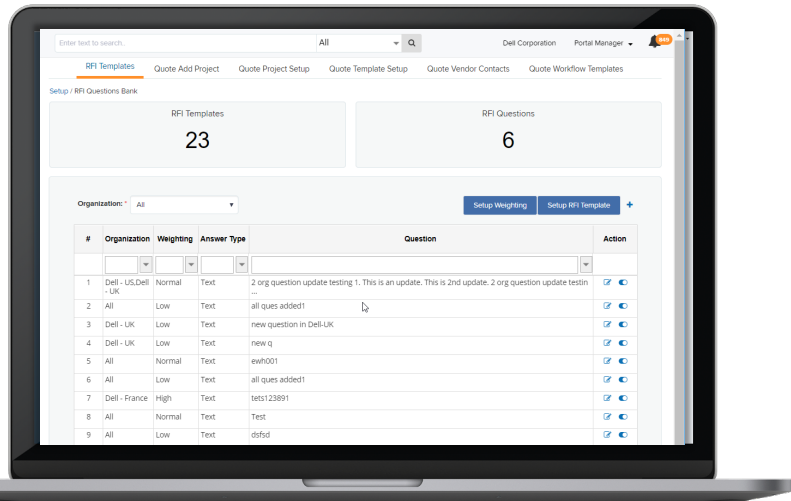 Enter text to search.. All Dell Corporation Portal Manager 849
RFI Templates Quote Add Project Quote Project Setup Quote Template Setup Quote Vendor Contacts Quote Workflow Templates
Setup / RFI Questions Bank
RFI Templates RFI Questions
23 6
Organization: * All Setup Weighting Setup RFI Template +
# Organization Weighting Answer Type Question Action
1 Dell - US,Dell - UK Normal Text 2 org question update testing 1. This is an update. This is 2nd update. 2 org question update testin ...
2 All Low Text all ques added1
3 Dell - UK Low Text new question in Dell-UK
4 Dell - UK Low Text new q
5 All Normal Text ewh001
6 All Low Text all ques added1
7 Dell - France High Text tets123891
8 All Normal Text Test
9 All Low Text dsfsd